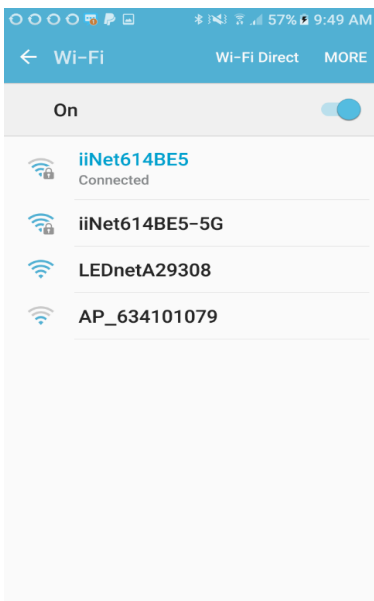 57% 9:49 AM
Wi-Fi Wi-Fi Direct MORE
On
iiNet614BE5
Connected
iiNet614BE5-5G
LEDnetA29308
AP_634101079